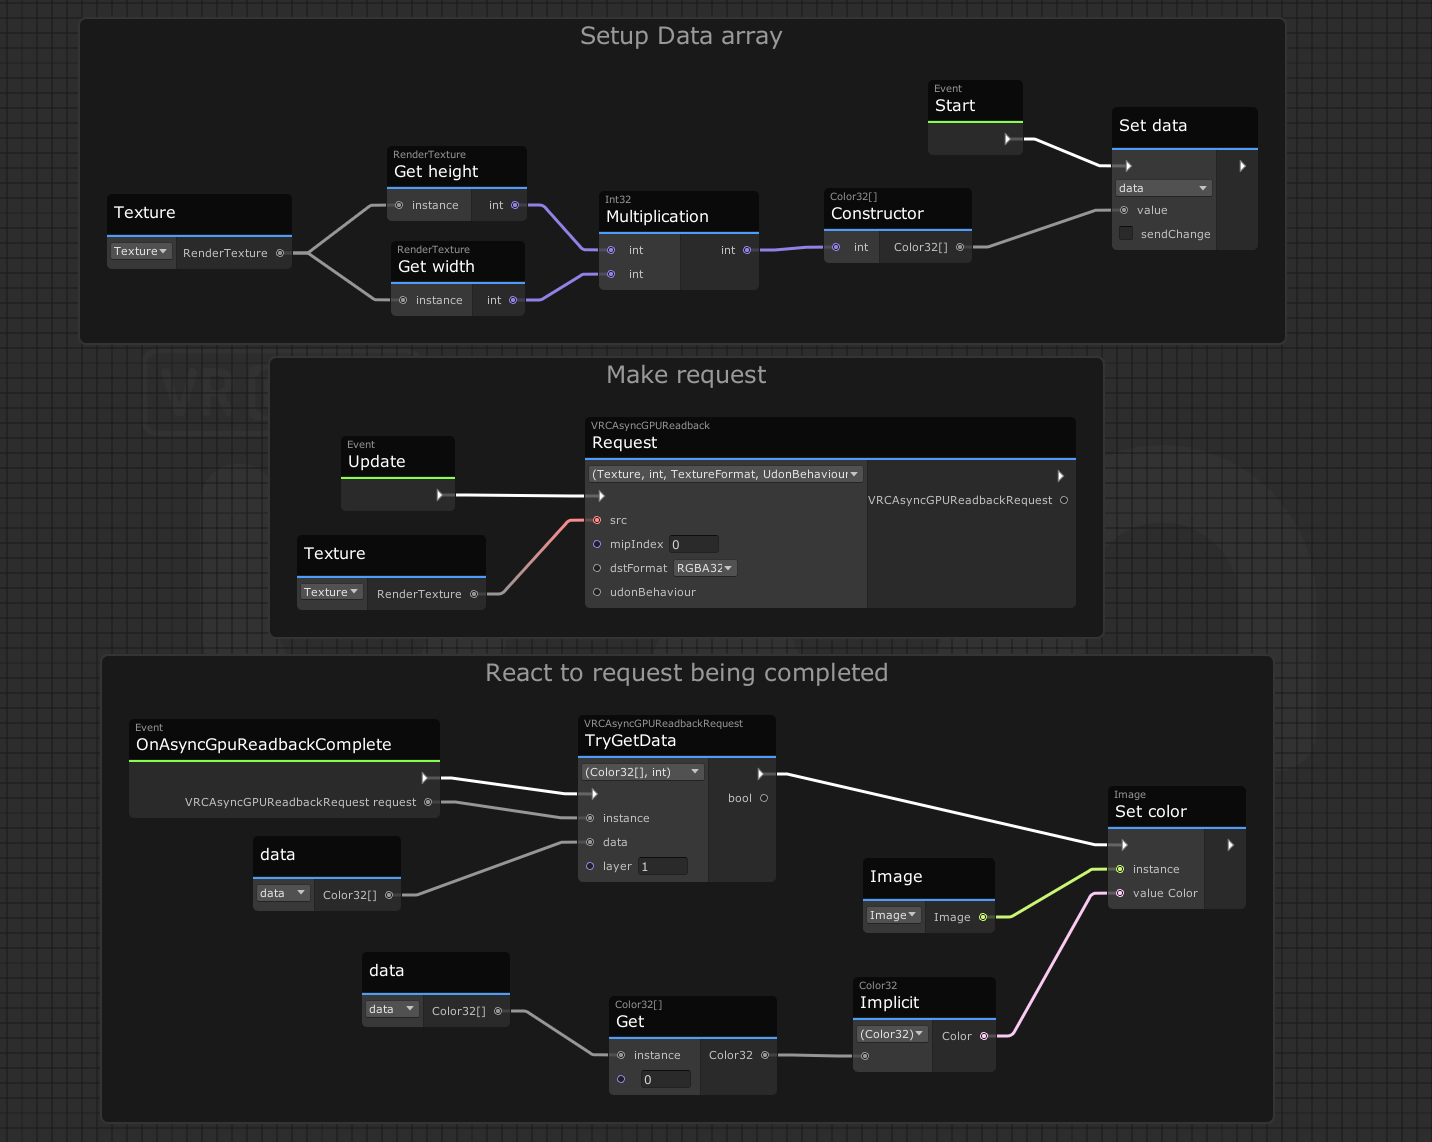 Setup Data array
Event
Start
Set data
data
value
sendChange
RenderTexture
Get height
instance int
Texture
Texture RenderTexture
RenderTexture
Get width
instance int
Int32
Multiplication
int int
int
Color32[]
Constructor
int Color32[]
Make request
Event
Update
Texture
Texture RenderTexture
VRCAsyncGPUReadback
Request
(Texture, int, TextureFormat, UdonBehaviour
VRCAsyncGPUReadbackRequest
src
mipIndex 0
dstFormat RGBA32
udonBehaviour
React to request being completed
Event
OnAsyncGpuReadbackComplete
VRCAsyncGPUReadbackRequest request
data
data Color32[]
VRCAsyncGPUReadbackRequest
TryGetData
(Color32[], int)
bool
instance
data
layer 1
Image
Set color
instance
value Color
Image
Image Image
data
data Color32[]
Color32[]
Get
instance Color32
0
Color32
Implicit
(Color32) Color